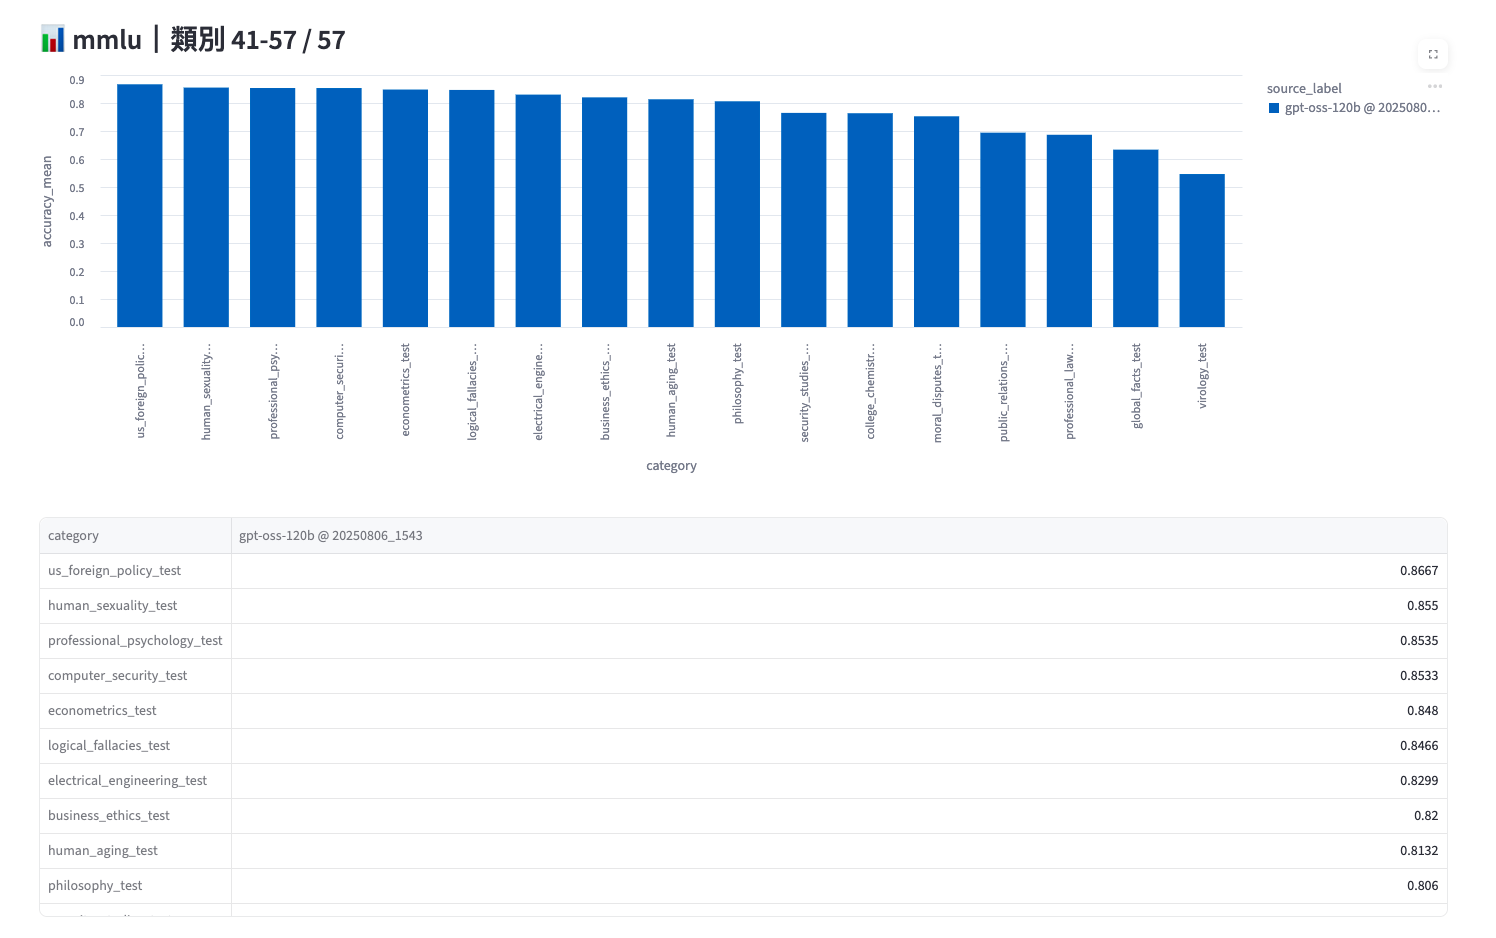 mmlu｜類別 41-57 / 57
source_label
gpt-oss-120b @ 2025080…
accuracy_mean
0.9
0.8
0.7
0.6
0.5
0.4
0.3
0.2
0.1
0.0
us_foreign_polic…
human_sexuality…
professional_psy…
computer_securi…
econometrics_test
logical_fallacies_…
electrical_engine…
business_ethics_…
human_aging_test
philosophy_test
security_studies_…
college_chemistr…
moral_disputes_t…
public_relations_…
professional_law…
global_facts_test
virology_test
category
category gpt-oss-120b @ 20250806_1543
us_foreign_policy_test 0.8667
human_sexuality_test 0.855
professional_psychology_test 0.8535
computer_security_test 0.8533
econometrics_test 0.848
logical_fallacies_test 0.8466
electrical_engineering_test 0.8299
business_ethics_test 0.82
human_aging_test 0.8132
philosophy_test 0.806